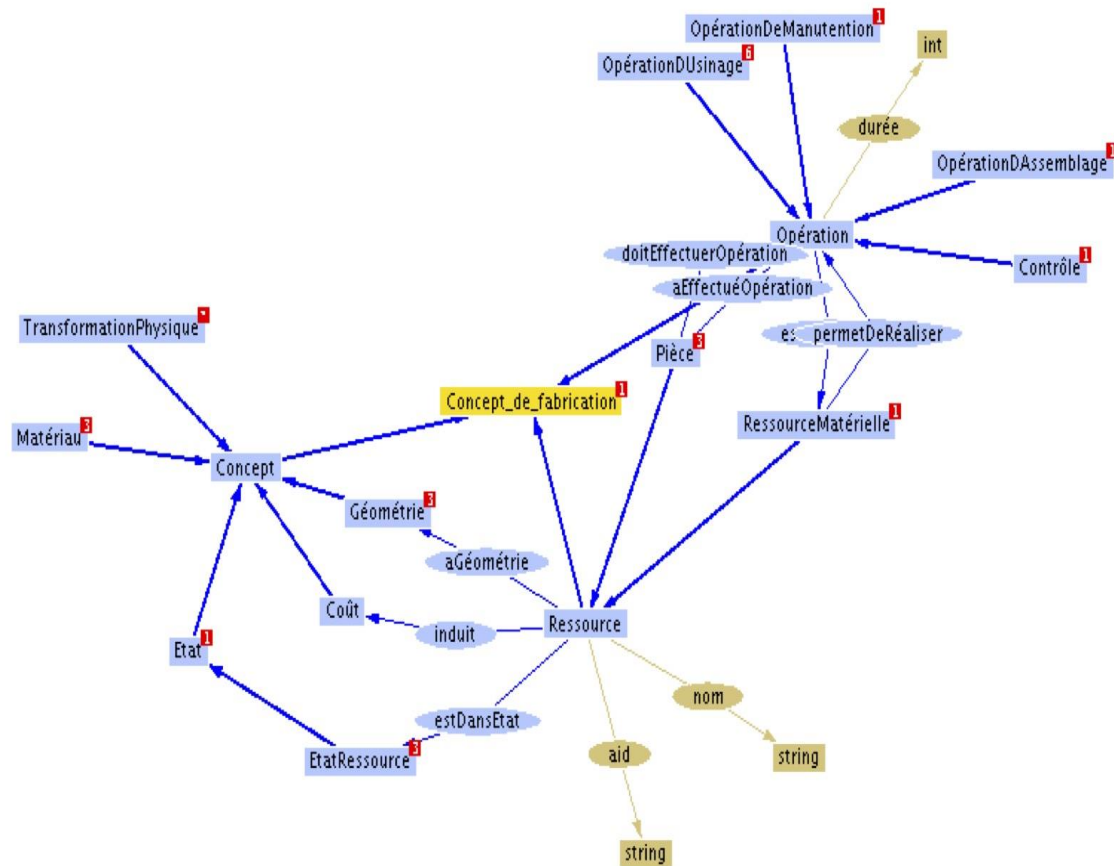 OpérationDeManutention 1
int
OpérationDUsinage 6
durée
OpérationDAssemblage 1
Opération
doitEffectuerOpération
Contrôle 1
aEffectuéOpération
TransformationPhysique *
es permetDeRéaliser
Pièce 3
Concept_de_fabrication 1
RessourceMatérielle 1
Matériau 3
Concept
Géométrie 3
aGéométrie
Coût
induit
Ressource
Etat 1
nom
estDansEtat
EtatRessource 3
aid
string
string